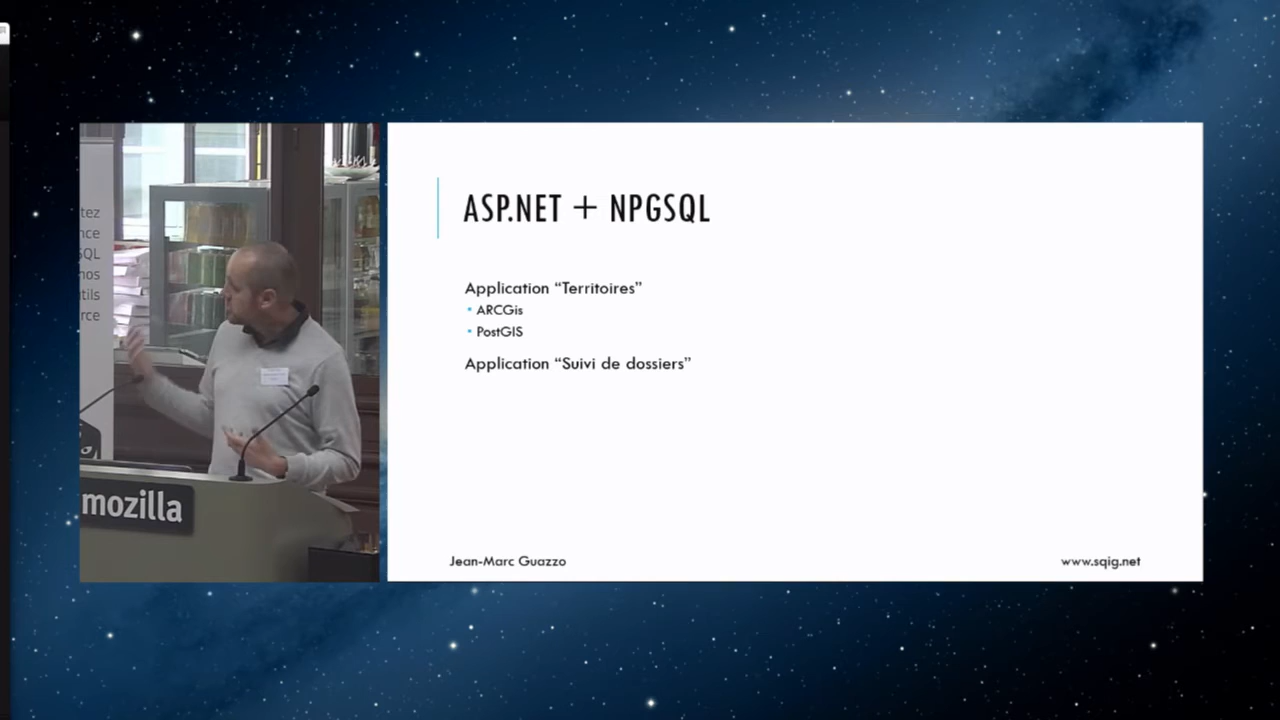 tez
nce
SQL
nos
tils
rce
mozilla
ASP.NET + NPGSQL
Application “Territoires”
• ARCGis
• PostGIS
Application “Suivi de dossiers”
Jean-Marc Guazzo
www.sqig.net